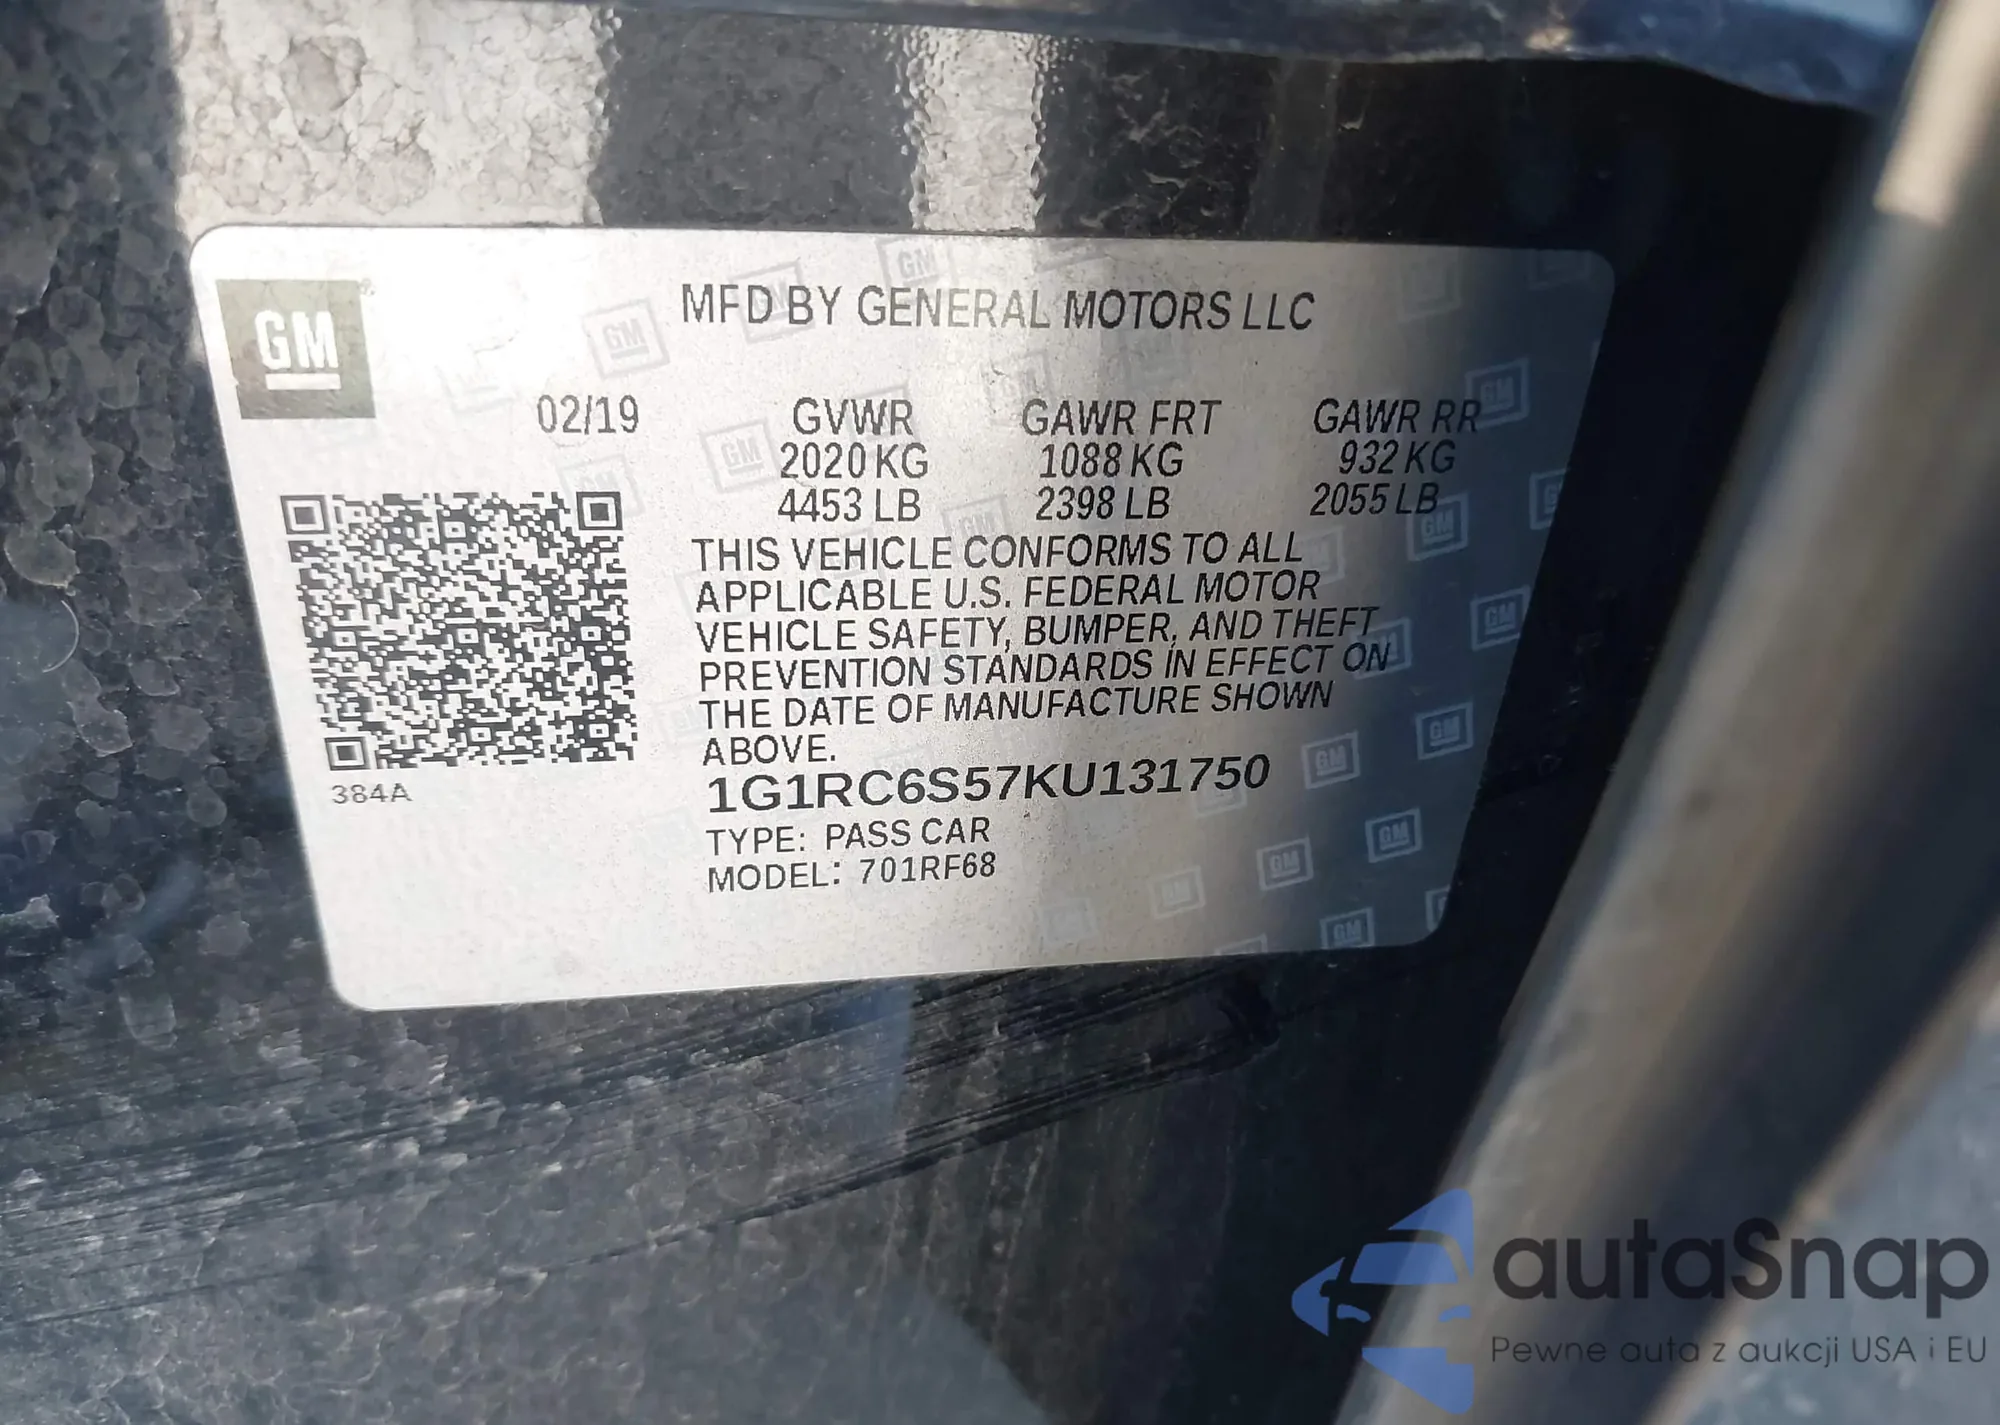 GM
MFD BY GENERAL MOTORS LLC
02/19 GVWR GAWR FRT GAWR RR
2020 KG 1088 KG 932 KG
4453 LB 2398 LB 2055 LB
THIS VEHICLE CONFORMS TO ALL
APPLICABLE U.S. FEDERAL MOTOR
VEHICLE SAFETY, BUMPER, AND THEFT
PREVENTION STANDARDS IN EFFECT ON
THE DATE OF MANUFACTURE SHOWN
ABOVE.
384A
1G1RC6S57KU131750
TYPE: PASS CAR
MODEL: 701RF68
autaSnap
Pewne auta z aukcji USA i EU